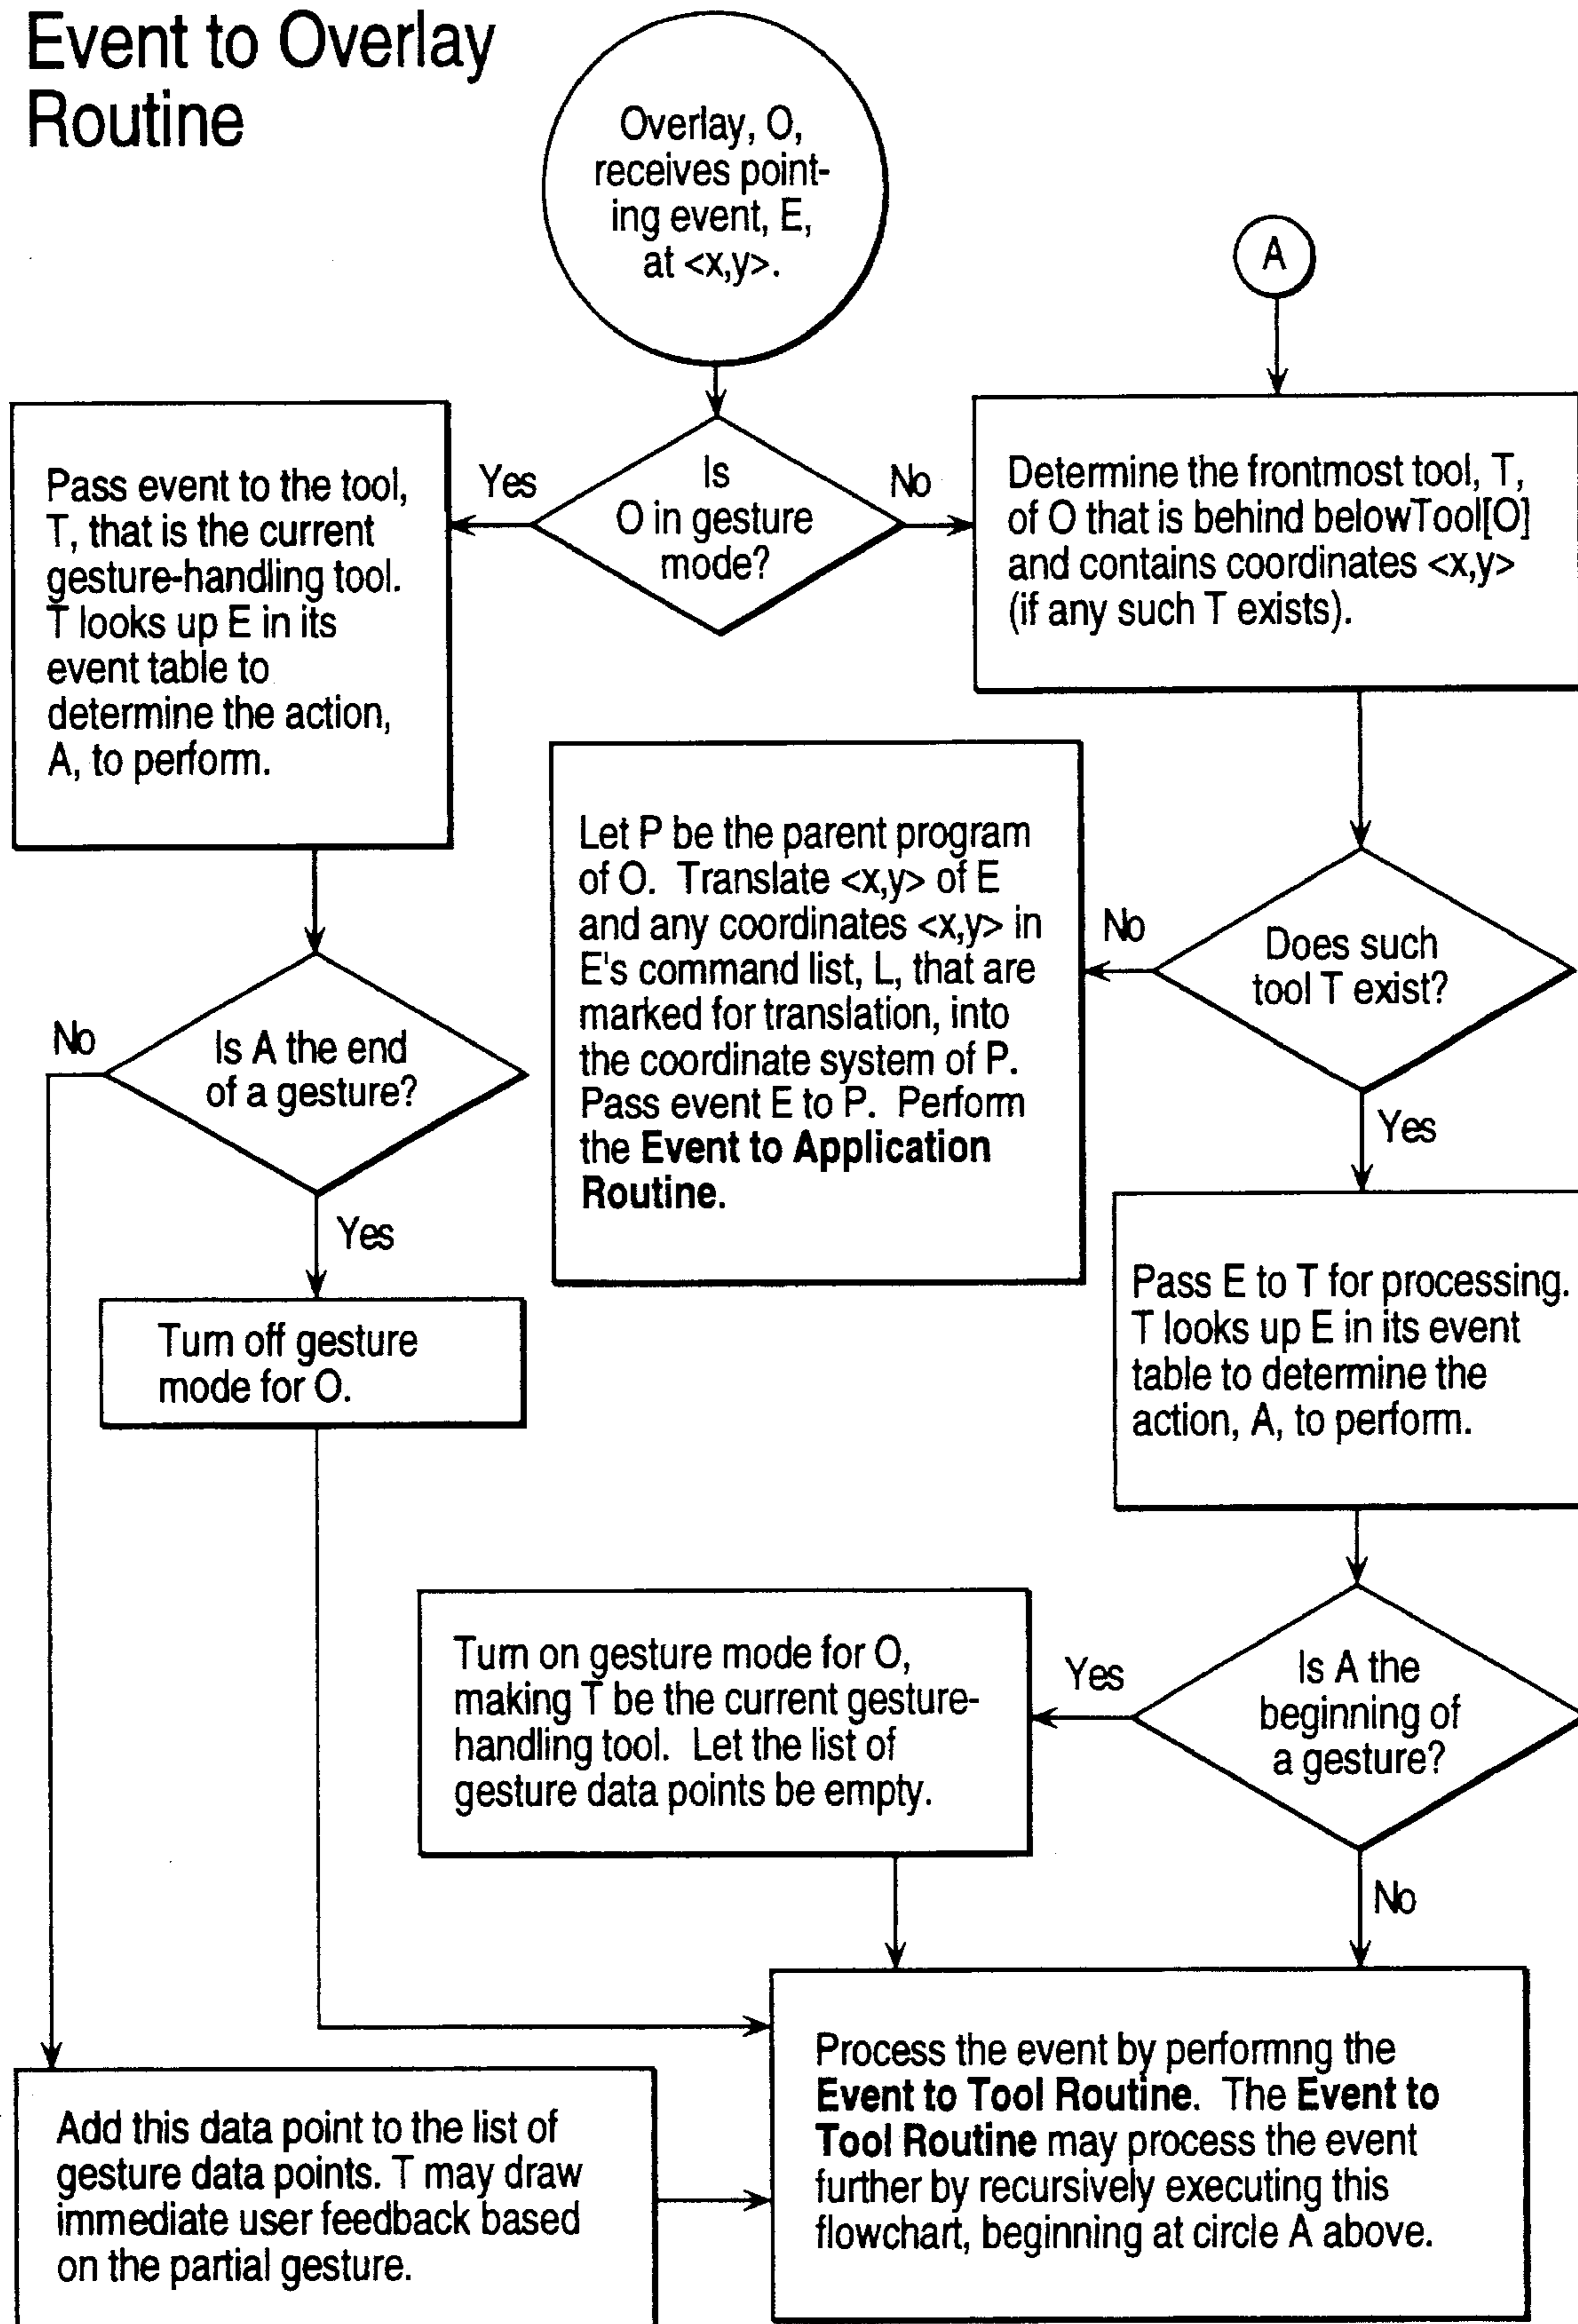 Event to Overlay
Routine
Overlay, O,
receives point-
ing event, E,
at <x,y>.
A
Is
O in gesture
mode?
Yes
No
Pass event to the tool,
T, that is the current
gesture-handling tool.
T looks up E in its
event table to
determine the action,
A, to perform.
Determine the frontmost tool, T,
of O that is behind belowTool[O]
and contains coordinates <x,y>
(if any such T exists).
Let P be the parent program
of O. Translate <x,y> of E
and any coordinates <x,y> in
E's command list, L, that are
marked for translation, into
the coordinate system of P.
Pass event E to P. Perform
the Event to Application
Routine.
No
Does such
tool T exist?
Yes
No
Is A the end
of a gesture?
Yes
Turn off gesture
mode for O.
Pass E to T for processing.
T looks up E in its event
table to determine the
action, A, to perform.
Turn on gesture mode for O,
making T be the current gesture-
handling tool. Let the list of
gesture data points be empty.
Yes
Is A the
beginning of
a gesture?
No
Process the event by performng the
Event to Tool Routine. The Event to
Tool Routine may process the event
further by recursively executing this
flowchart, beginning at circle A above.
Add this data point to the list of
gesture data points. T may draw
immediate user feedback based
on the partial gesture.